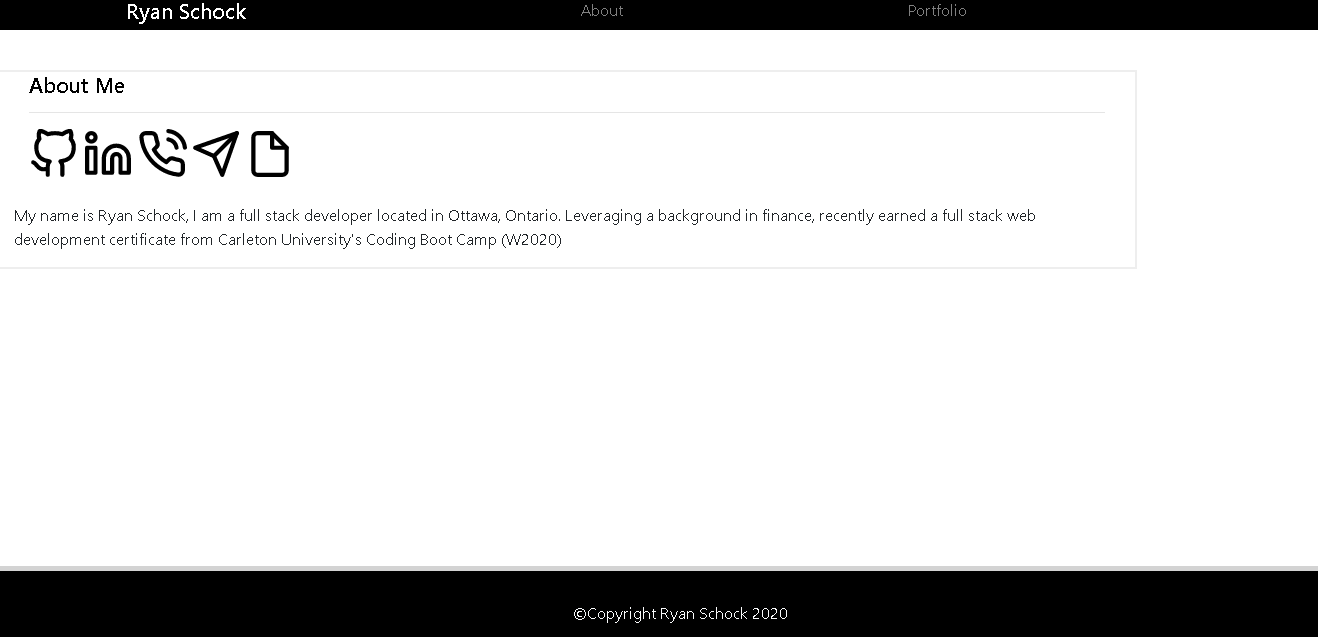 Ryan Schock
About
Portfolio
About Me
My name is Ryan Schock, I am a full stack developer located in Ottawa, Ontario. Leveraging a background in finance, recently earned a full stack web
development certificate from Carleton University's Coding Boot Camp (W2020)
©Copyright Ryan Schock 2020